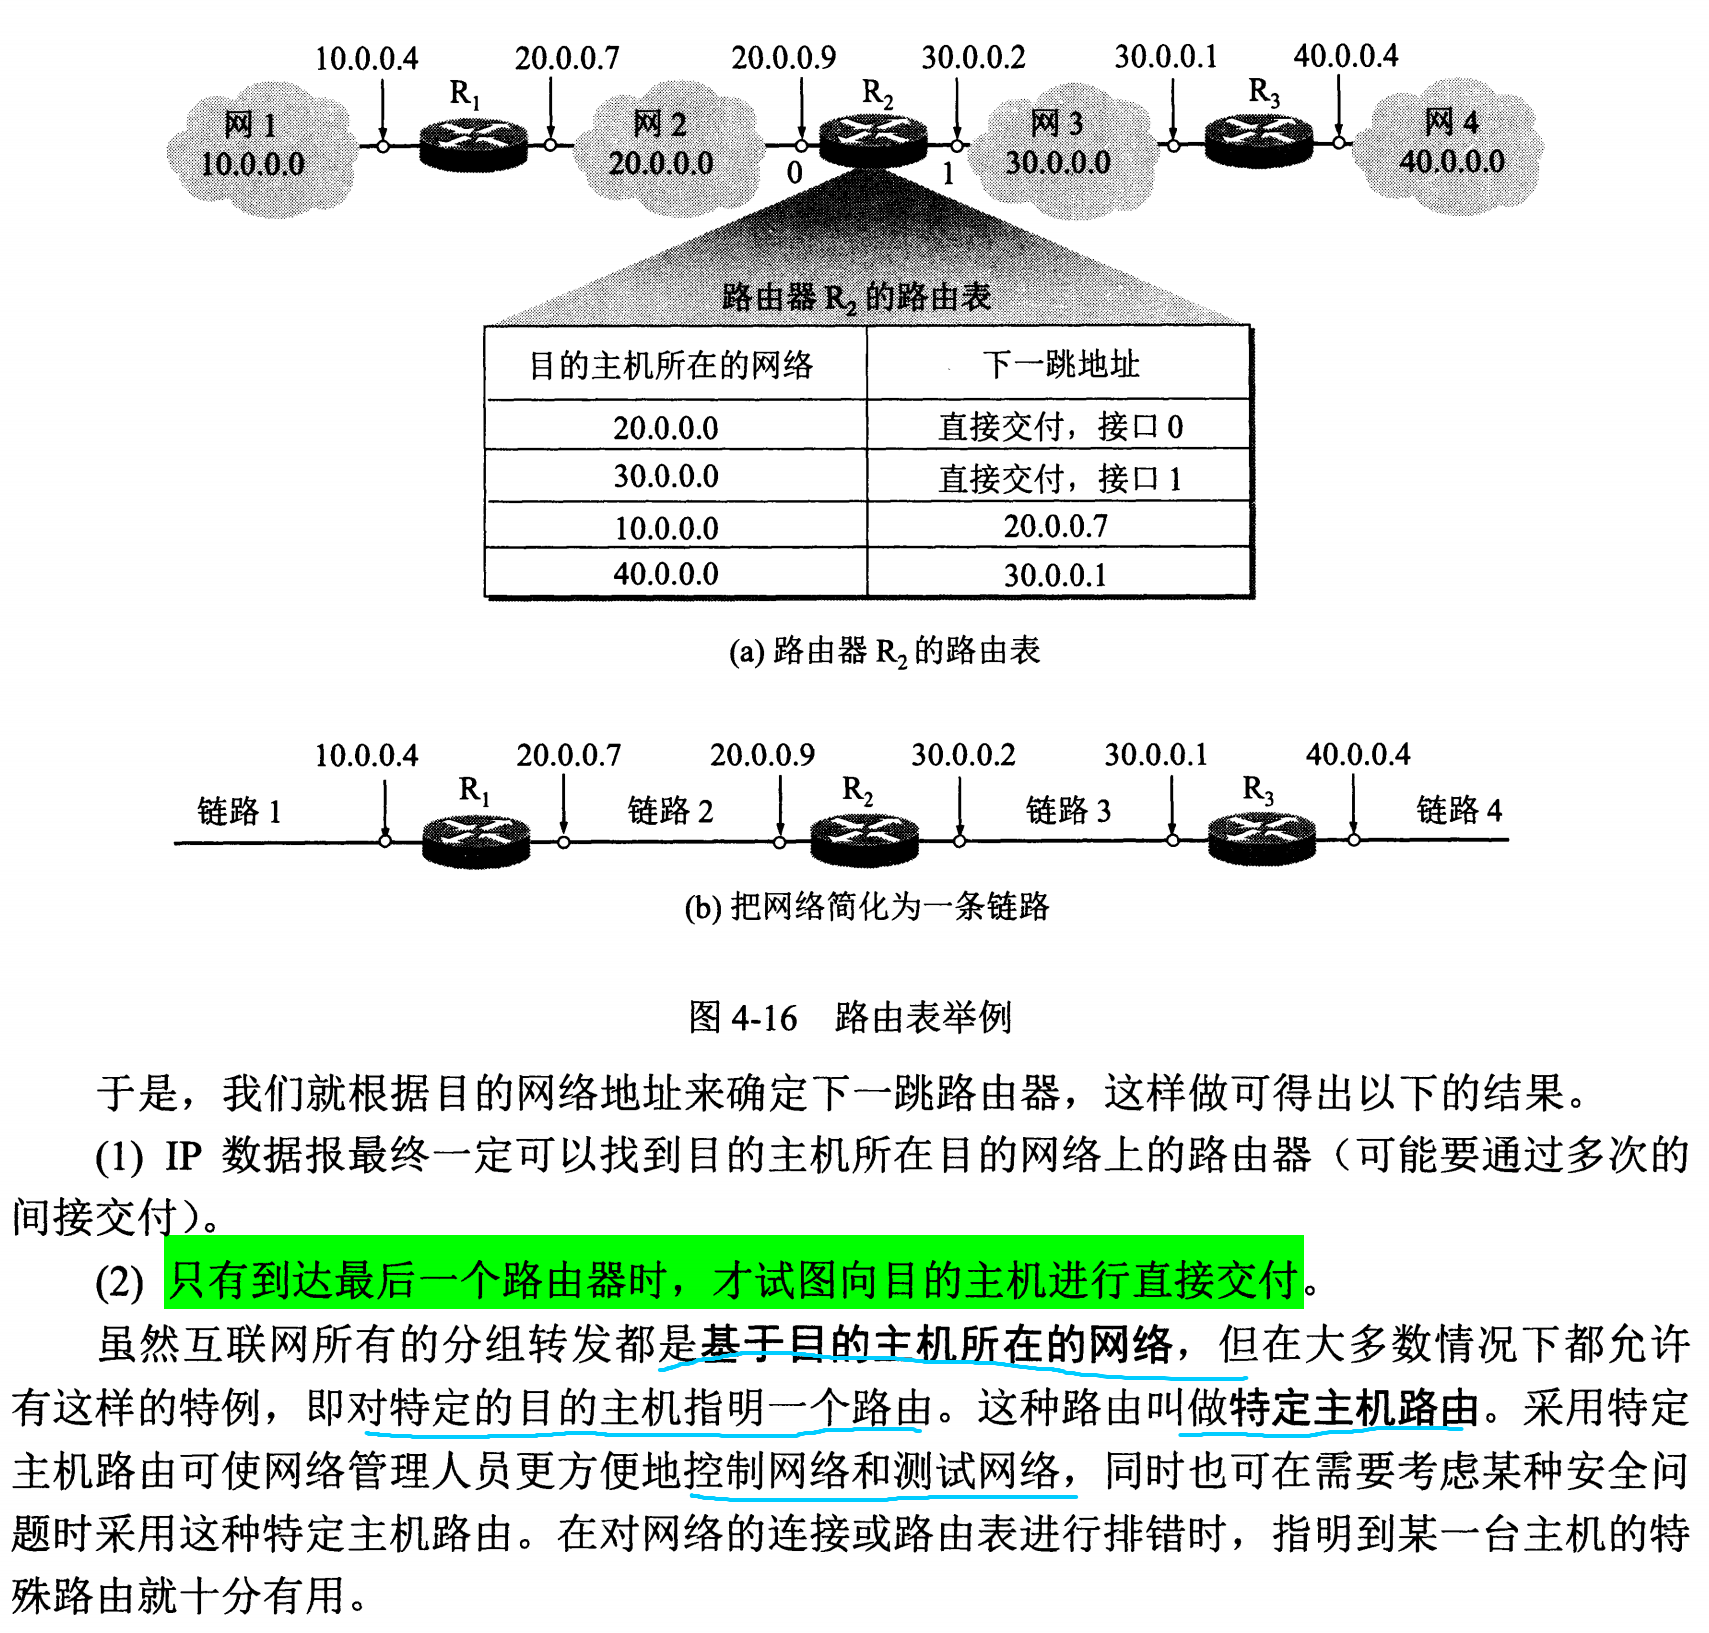 10.0.0.4 20.0.0.7 20.0.0.9 30.0.0.2 30.0.0.1 40.0.0.4
R1 R2 R3
网 1 网 2 网 3 网 4
10.0.0.0 20.0.0.0 30.0.0.0 40.0.0.0
0 1
路由器 R2 的路由表
目的主机所在的网络 下一跳地址
20.0.0.0 直接交付，接口 0
30.0.0.0 直接交付，接口 1
10.0.0.0 20.0.0.7
40.0.0.0 30.0.0.1
(a) 路由器 R2 的路由表
10.0.0.4 20.0.0.7 20.0.0.9 30.0.0.2 30.0.0.1 40.0.0.4
R1 R2 R3
链路 1 链路 2 链路 3 链路 4
(b) 把网络简化为一条链路
图 4-16 路由表举例
于是，我们就根据目的网络地址来确定下一跳路由器，这样做可得出以下的结果。
(1) IP 数据报最终一定可以找到目的主机所在目的网络上的路由器（可能要通过多次的
间接交付）。
(2) 只有到达最后一个路由器时，才试图向目的主机进行直接交付。
虽然互联网所有的分组转发都是基于目的主机所在的网络，但在大多数情况下都允许
有这样的特例，即对特定的目的主机指明一个路由。这种路由叫做特定主机路由。采用特定
主机路由可使网络管理人员更方便地控制网络和测试网络，同时也可在需要考虑某种安全问
题时采用这种特定主机路由。在对网络的连接或路由表进行排错时，指明到某一台主机的特
殊路由就十分有用。